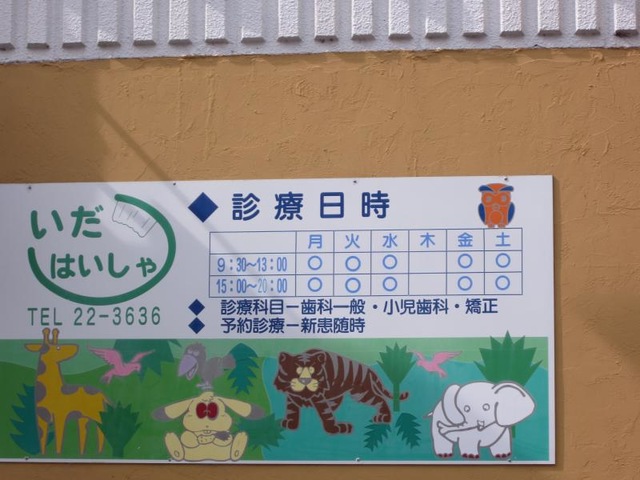 いだ
はいしゃ
TEL 22-3636
◆診療日時
月 火 水 木 金 土
9:30～13:00 ○ ○ ○ ○ ○
15:00～20:00 ○ ○ ○ ○ ○
◆ 診療科目ー歯科一般・小児歯科・矯正
◆ 予約診療ー新患随時